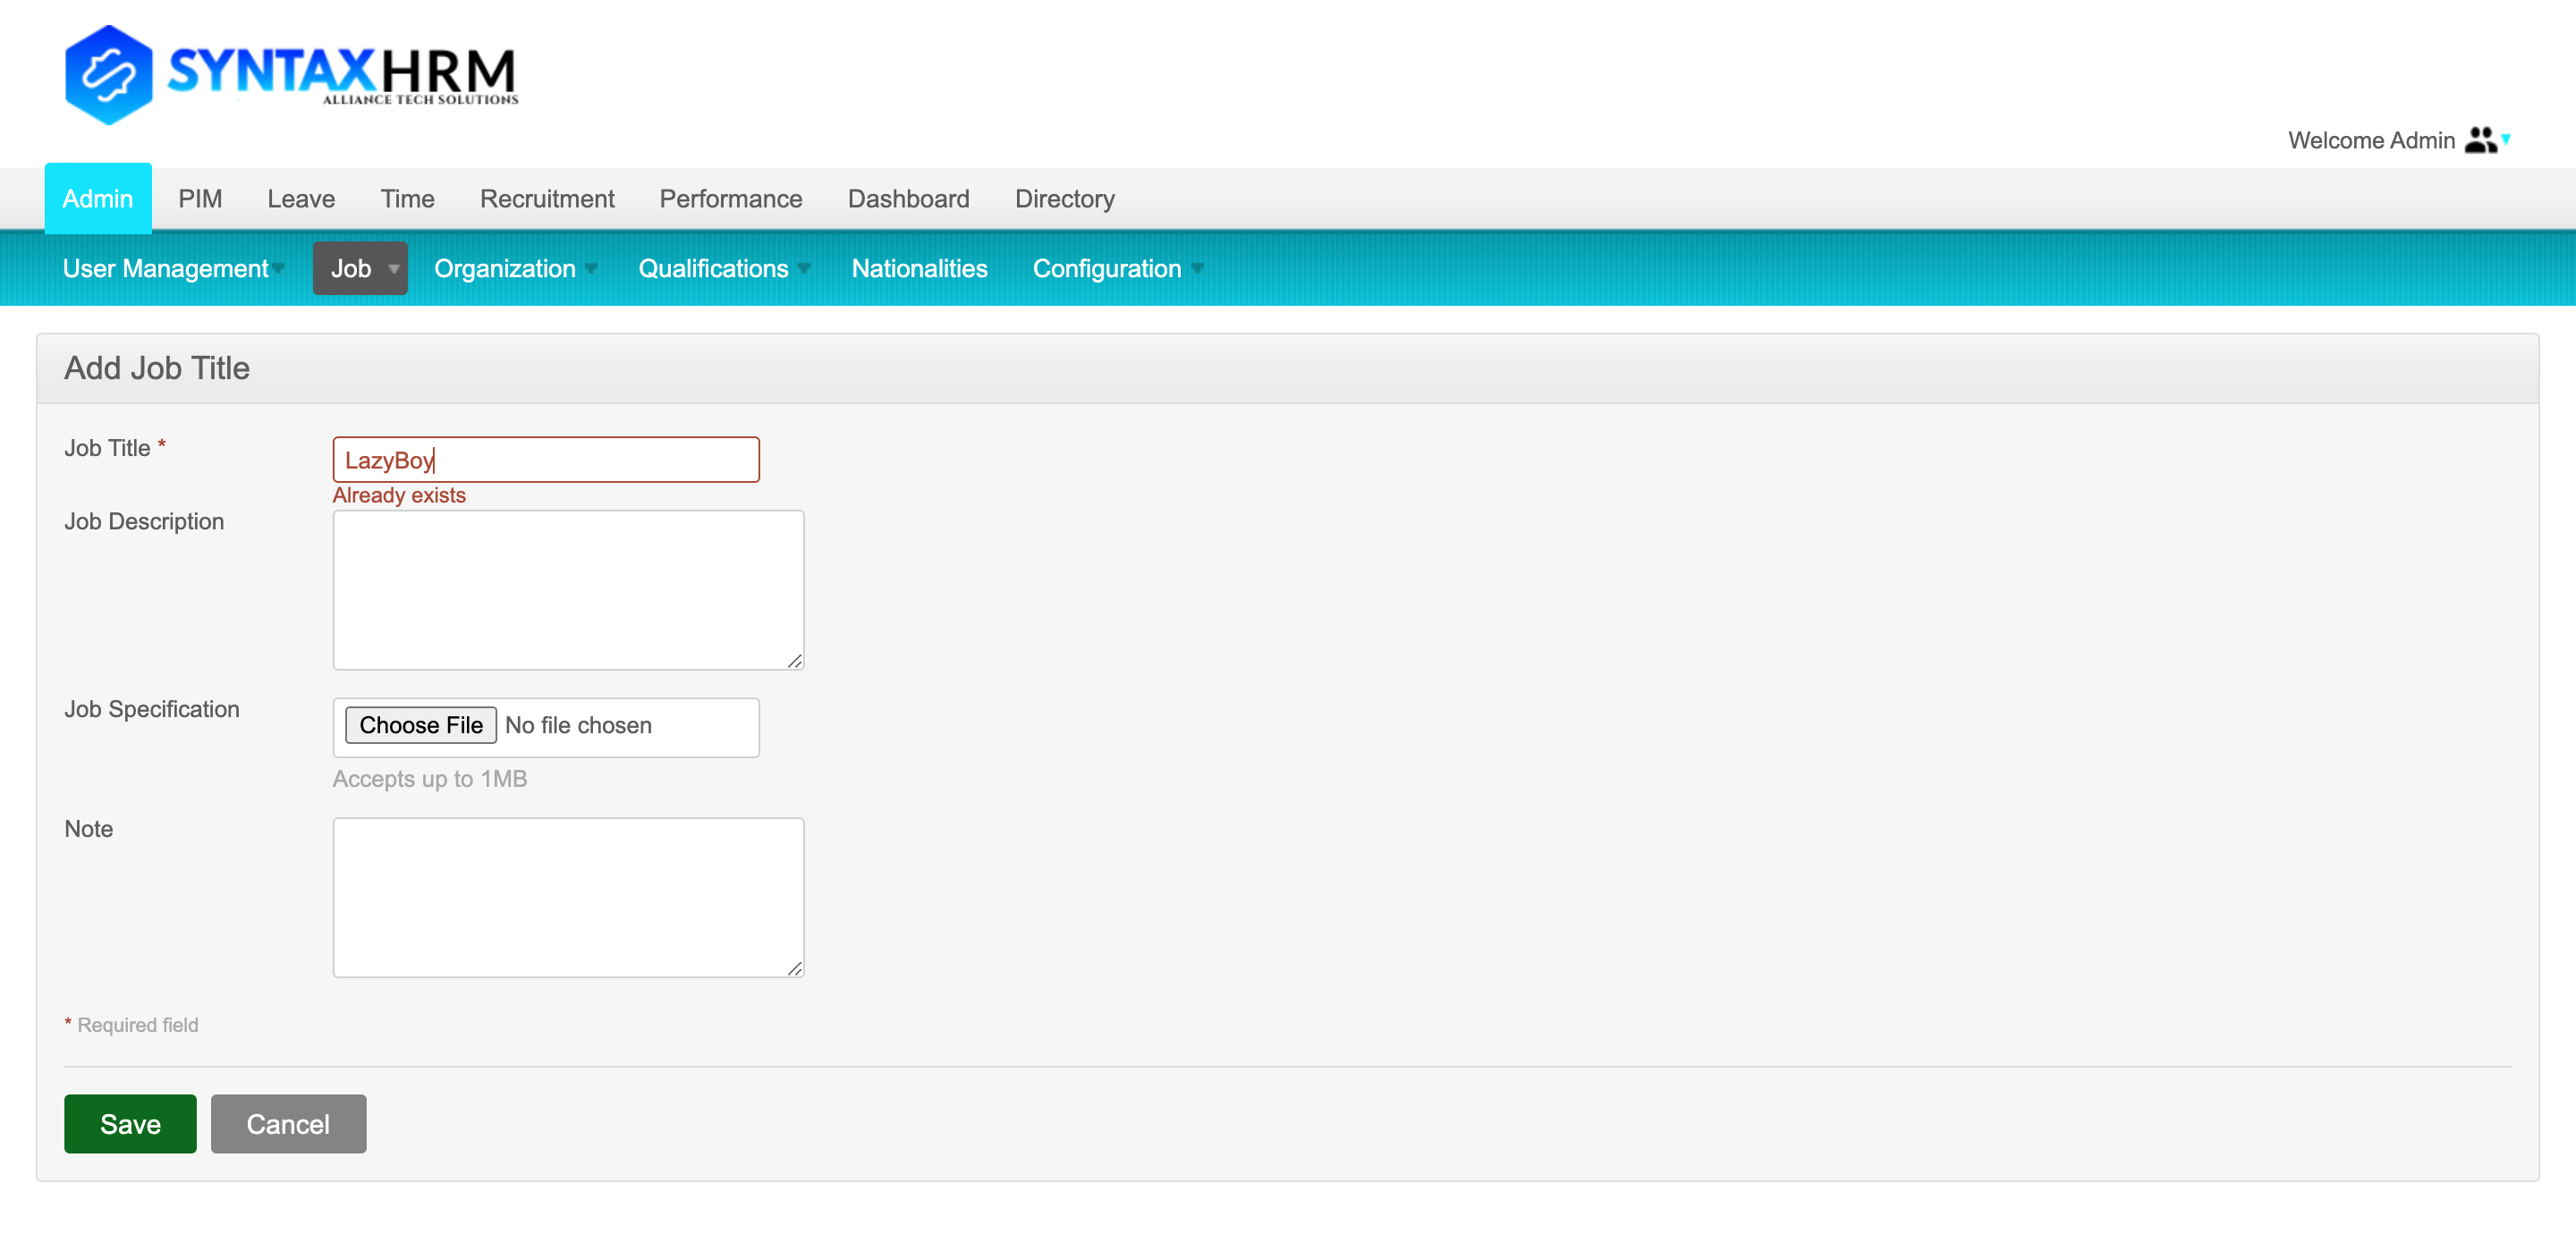 SYNTAXHRM
ALLIANCE TECH SOLUTIONS
Welcome Admin
Admin PIM Leave Time Recruitment Performance Dashboard Directory
User Management Job Organization Qualifications Nationalities Configuration
Add Job Title
Job Title * LazyBoy
Already exists
Job Description
Job Specification Choose File No file chosen
Accepts up to 1MB
Note
* Required field
Save Cancel